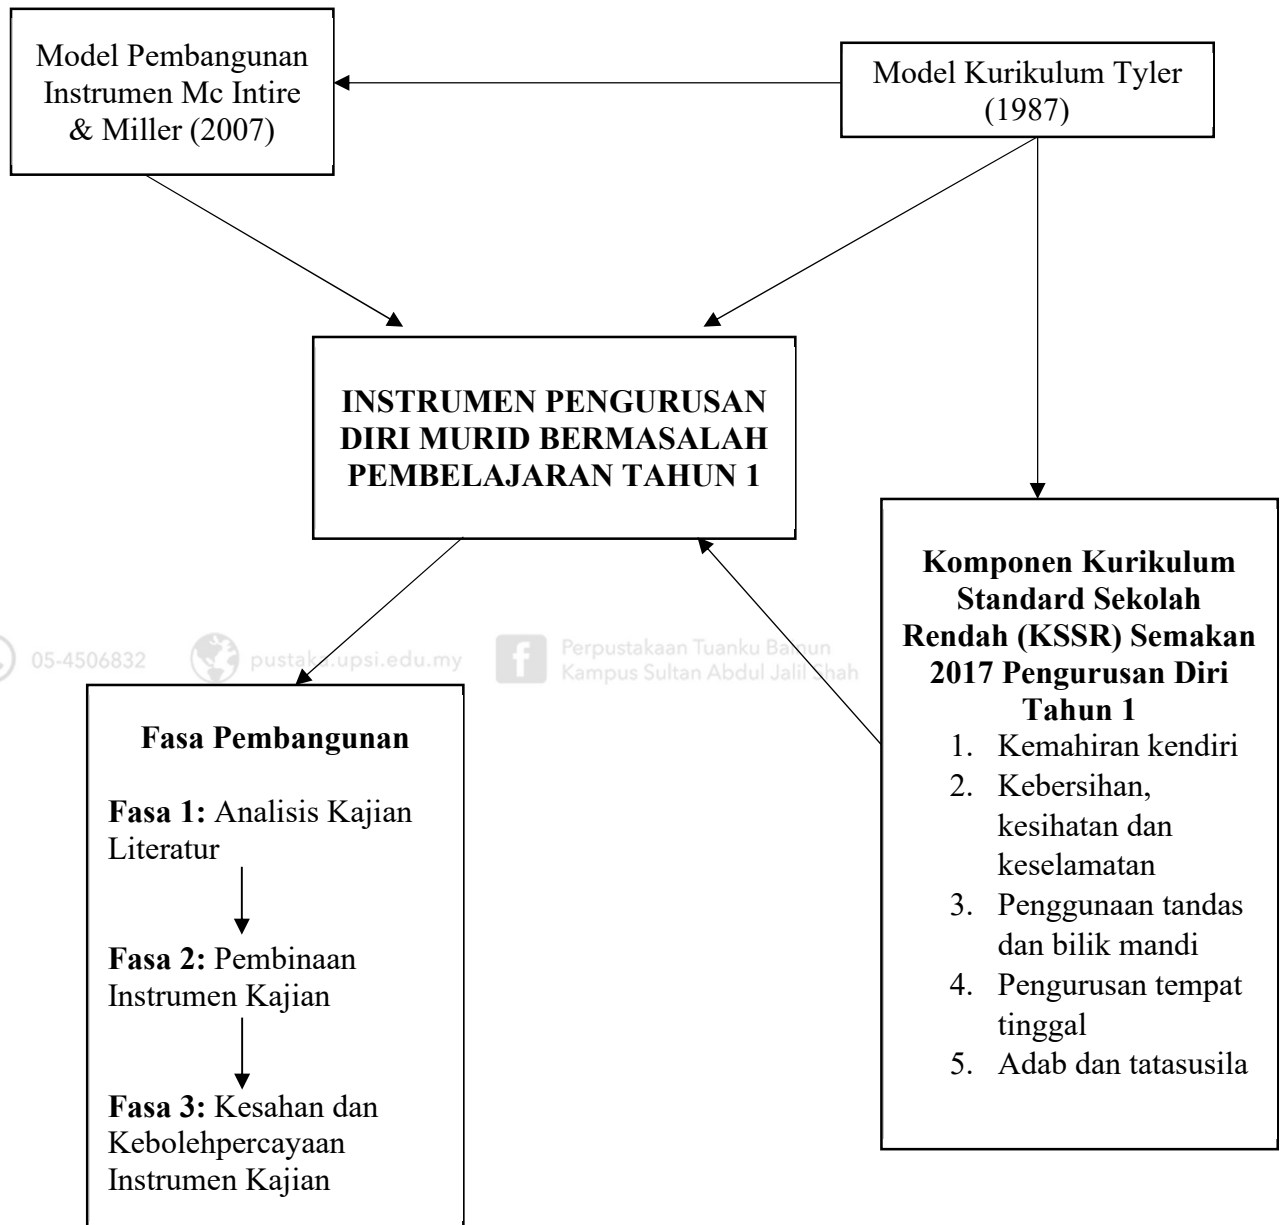 Model Pembangunan
Instrumen Mc Intire
& Miller (2007)
Model Kurikulum Tyler
(1987)
INSTRUMEN PENGURUSAN
DIRI MURID BERMASALAH
PEMBELAJARAN TAHUN 1
Komponen Kurikulum
Standard Sekolah
Rendah (KSSR) Semakan
2017 Pengurusan Diri
Tahun 1
1. Kemahiran kendiri
2. Kebersihan,
kesihatan dan
keselamatan
3. Penggunaan tandas
dan bilik mandi
4. Pengurusan tempat
tinggal
5. Adab dan tatasusila
05-4506832
pustaka.upsi.edu.my
Perpustakaan Tuanku Bainun
Kampus Sultan Abdul Jalil Shah
Fasa Pembangunan
Fasa 1: Analisis Kajian
Literatur
Fasa 2: Pembinaan
Instrumen Kajian
Fasa 3: Kesahan dan
Kebolehpercayaan
Instrumen Kajian